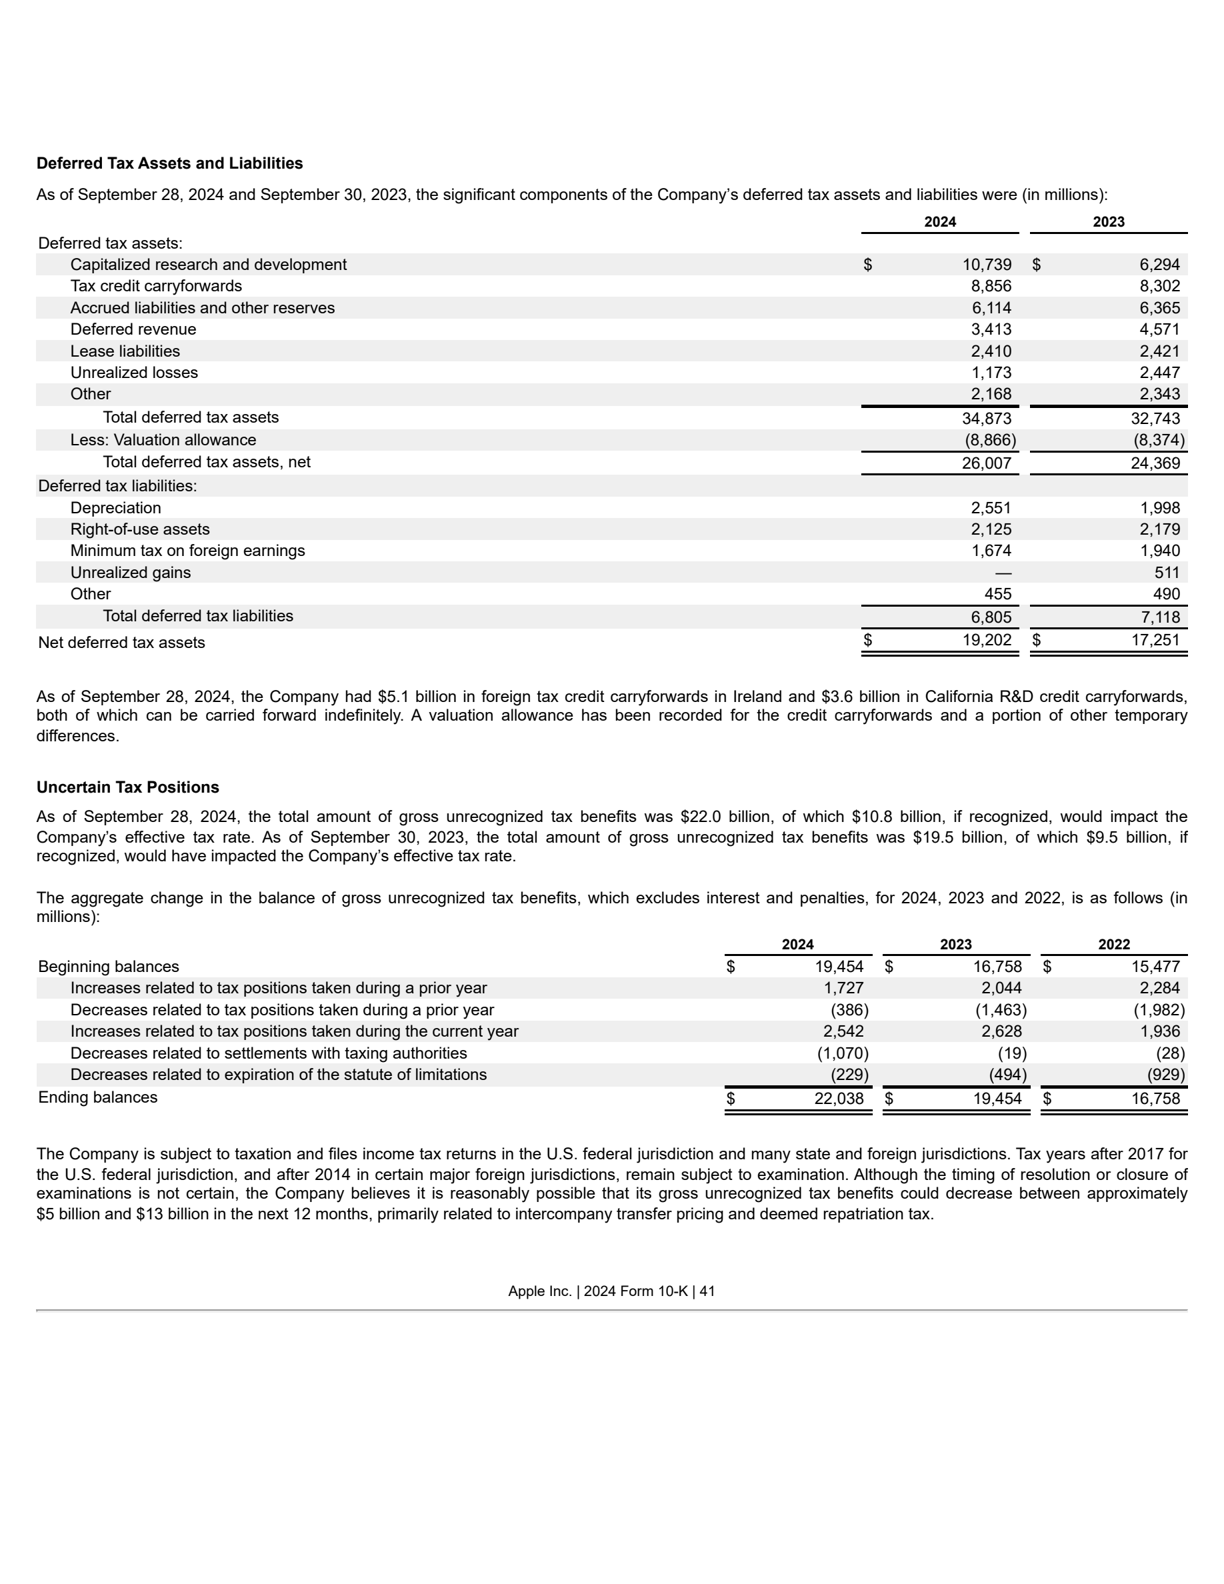 Deferred Tax Assets and Liabilities
As of September 28, 2024 and September 30, 2023, the significant components of the Company’s deferred tax assets and liabilities were (in millions):
2024 2023
Deferred tax assets:
Capitalized research and development $ 10,739 $ 6,294
Tax credit carryforwards 8,856 8,302
Accrued liabilities and other reserves 6,114 6,365
Deferred revenue 3,413 4,571
Lease liabilities 2,410 2,421
Unrealized losses 1,173 2,447
Other 2,168 2,343
Total deferred tax assets 34,873 32,743
Less: Valuation allowance (8,866) (8,374)
Total deferred tax assets, net 26,007 24,369
Deferred tax liabilities:
Depreciation 2,551 1,998
Right-of-use assets 2,125 2,179
Minimum tax on foreign earnings 1,674 1,940
Unrealized gains — 511
Other 455 490
Total deferred tax liabilities 6,805 7,118
Net deferred tax assets $ 19,202 $ 17,251
As of September 28, 2024, the Company had $5.1 billion in foreign tax credit carryforwards in Ireland and $3.6 billion in California R&D credit carryforwards,
both of which can be carried forward indefinitely. A valuation allowance has been recorded for the credit carryforwards and a portion of other temporary
differences.
Uncertain Tax Positions
As of September 28, 2024, the total amount of gross unrecognized tax benefits was $22.0 billion, of which $10.8 billion, if recognized, would impact the
Company’s effective tax rate. As of September 30, 2023, the total amount of gross unrecognized tax benefits was $19.5 billion, of which $9.5 billion, if
recognized, would have impacted the Company’s effective tax rate.
The aggregate change in the balance of gross unrecognized tax benefits, which excludes interest and penalties, for 2024, 2023 and 2022, is as follows (in
millions):
2024 2023 2022
Beginning balances $ 19,454 $ 16,758 $ 15,477
Increases related to tax positions taken during a prior year 1,727 2,044 2,284
Decreases related to tax positions taken during a prior year (386) (1,463) (1,982)
Increases related to tax positions taken during the current year 2,542 2,628 1,936
Decreases related to settlements with taxing authorities (1,070) (19) (28)
Decreases related to expiration of the statute of limitations (229) (494) (929)
Ending balances $ 22,038 $ 19,454 $ 16,758
The Company is subject to taxation and files income tax returns in the U.S. federal jurisdiction and many state and foreign jurisdictions. Tax years after 2017 for
the U.S. federal jurisdiction, and after 2014 in certain major foreign jurisdictions, remain subject to examination. Although the timing of resolution or closure of
examinations is not certain, the Company believes it is reasonably possible that its gross unrecognized tax benefits could decrease between approximately
$5 billion and $13 billion in the next 12 months, primarily related to intercompany transfer pricing and deemed repatriation tax.
Apple Inc. | 2024 Form 10-K | 41